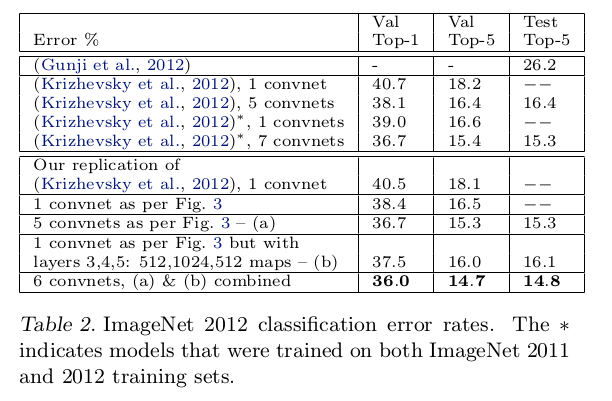 Error % Val Top-1 Val Top-5 Test Top-5
(Gunji et al., 2012) - - 26.2
(Krizhevsky et al., 2012), 1 convnet 40.7 18.2 −−
(Krizhevsky et al., 2012), 5 convnets 38.1 16.4 16.4
(Krizhevsky et al., 2012)*, 1 convnets 39.0 16.6 −−
(Krizhevsky et al., 2012)*, 7 convnets 36.7 15.4 15.3
Our replication of
(Krizhevsky et al., 2012), 1 convnet 40.5 18.1 −−
1 convnet as per Fig. 3 38.4 16.5 −−
5 convnets as per Fig. 3 – (a) 36.7 15.3 15.3
1 convnet as per Fig. 3 but with
layers 3,4,5: 512,1024,512 maps – (b) 37.5 16.0 16.1
6 convnets, (a) & (b) combined 36.0 14.7 14.8
Table 2. ImageNet 2012 classification error rates. The *
indicates models that were trained on both ImageNet 2011
and 2012 training sets.